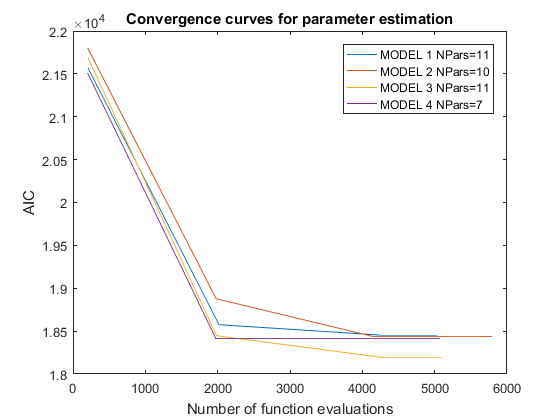 Convergence curves for parameter estimation
×10⁴
2.2
2.15
2.1
2.05
2
1.95
1.9
1.85
1.8
AIC
0 1000 2000 3000 4000 5000 6000
Number of function evaluations
MODEL 1 NPars=11
MODEL 2 NPars=10
MODEL 3 NPars=11
MODEL 4 NPars=7